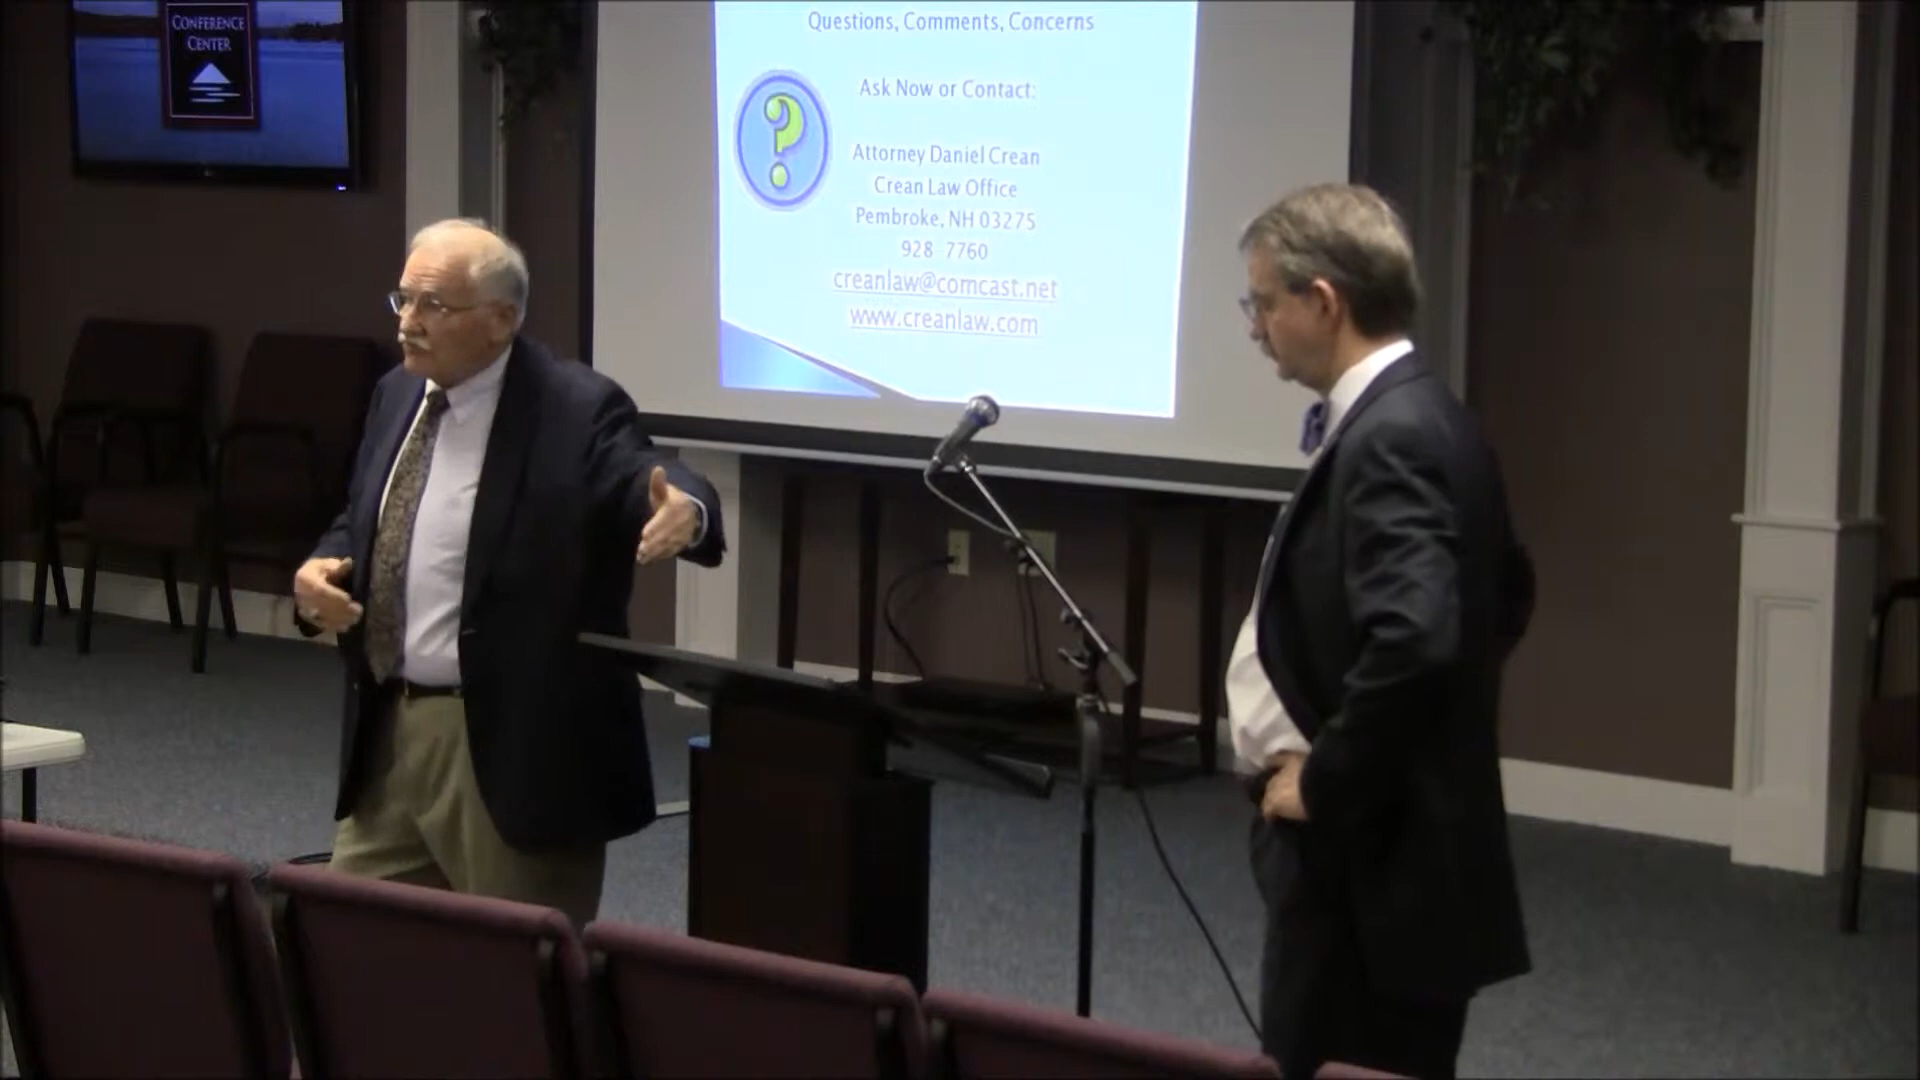 CONFERENCE
CENTER
Questions, Comments, Concerns
Ask Now or Contact:
Attorney Daniel Crean
Crean Law Office
Pembroke, NH 03275
928-7760
creanlaw@comcast.net
www.creanlaw.com